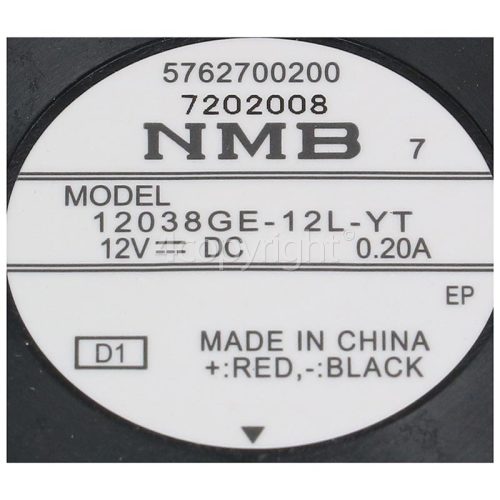 5762700200
7202008
NMB 7
MODEL
12038GE-12L-YT
12V⎓DC 0.20A
copyright
EP
D1
MADE IN CHINA
+:RED,-:BLACK